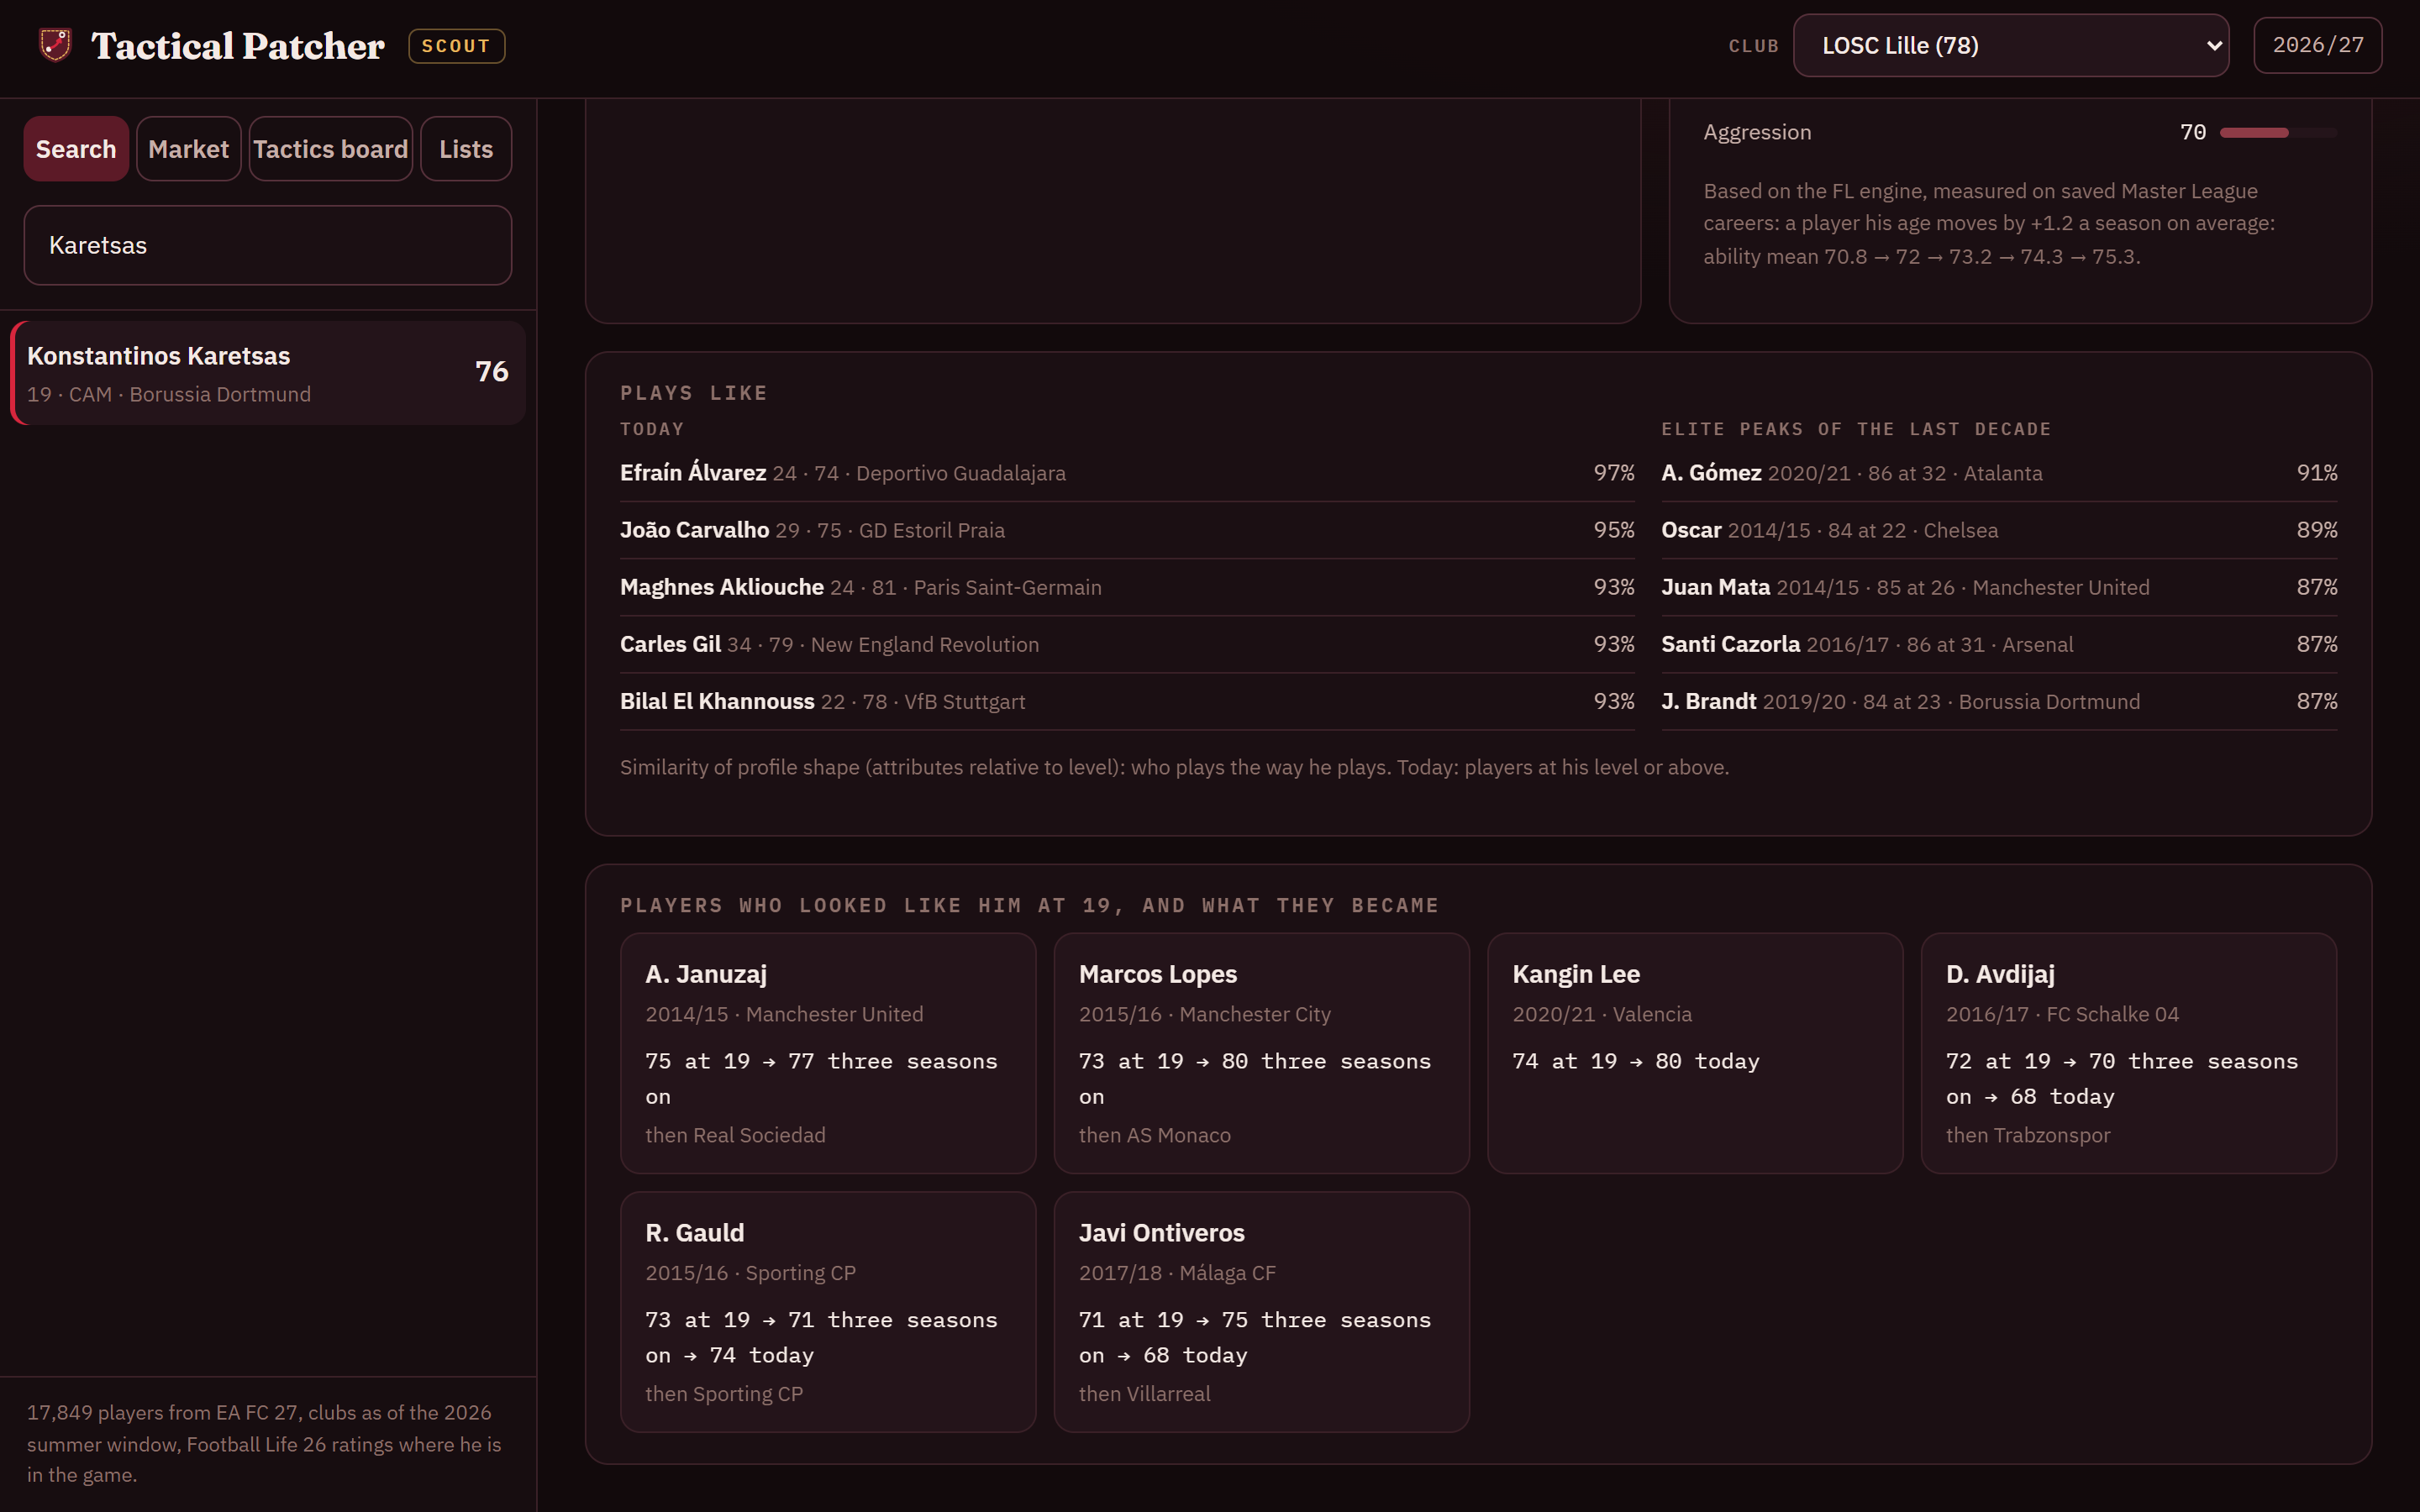 Tactical Patcher
SCOUT
CLUB
LOSC Lille (78)
2026/27
Search
Market
Tactics board
Lists
Karetsas
Konstantinos Karetsas
19 · CAM · Borussia Dortmund
76
17,849 players from EA FC 27, clubs as of the 2026
summer window, Football Life 26 ratings where he is
in the game.
Aggression
70
Based on the FL engine, measured on saved Master League
careers: a player his age moves by +1.2 a season on average:
ability mean 70.8 → 72 → 73.2 → 74.3 → 75.3.
PLAYS LIKE
TODAY
Efraín Álvarez 24 · 74 · Deportivo Guadalajara 97%
João Carvalho 29 · 75 · GD Estoril Praia 95%
Maghnes Akliouche 24 · 81 · Paris Saint-Germain 93%
Carles Gil 34 · 79 · New England Revolution 93%
Bilal El Khannouss 22 · 78 · VfB Stuttgart 93%
ELITE PEAKS OF THE LAST DECADE
A. Gómez 2020/21 · 86 at 32 · Atalanta 91%
Oscar 2014/15 · 84 at 22 · Chelsea 89%
Juan Mata 2014/15 · 85 at 26 · Manchester United 87%
Santi Cazorla 2016/17 · 86 at 31 · Arsenal 87%
J. Brandt 2019/20 · 84 at 23 · Borussia Dortmund 87%
Similarity of profile shape (attributes relative to level): who plays the way he plays. Today: players at his level or above.
PLAYERS WHO LOOKED LIKE HIM AT 19, AND WHAT THEY BECAME
A. Januzaj
2014/15 · Manchester United
75 at 19 → 77 three seasons
on
then Real Sociedad
Marcos Lopes
2015/16 · Manchester City
73 at 19 → 80 three seasons
on
then AS Monaco
Kangin Lee
2020/21 · Valencia
74 at 19 → 80 today
D. Avdijaj
2016/17 · FC Schalke 04
72 at 19 → 70 three seasons
on → 68 today
then Trabzonspor
R. Gauld
2015/16 · Sporting CP
73 at 19 → 71 three seasons
on → 74 today
then Sporting CP
Javi Ontiveros
2017/18 · Málaga CF
71 at 19 → 75 three seasons
on → 68 today
then Villarreal